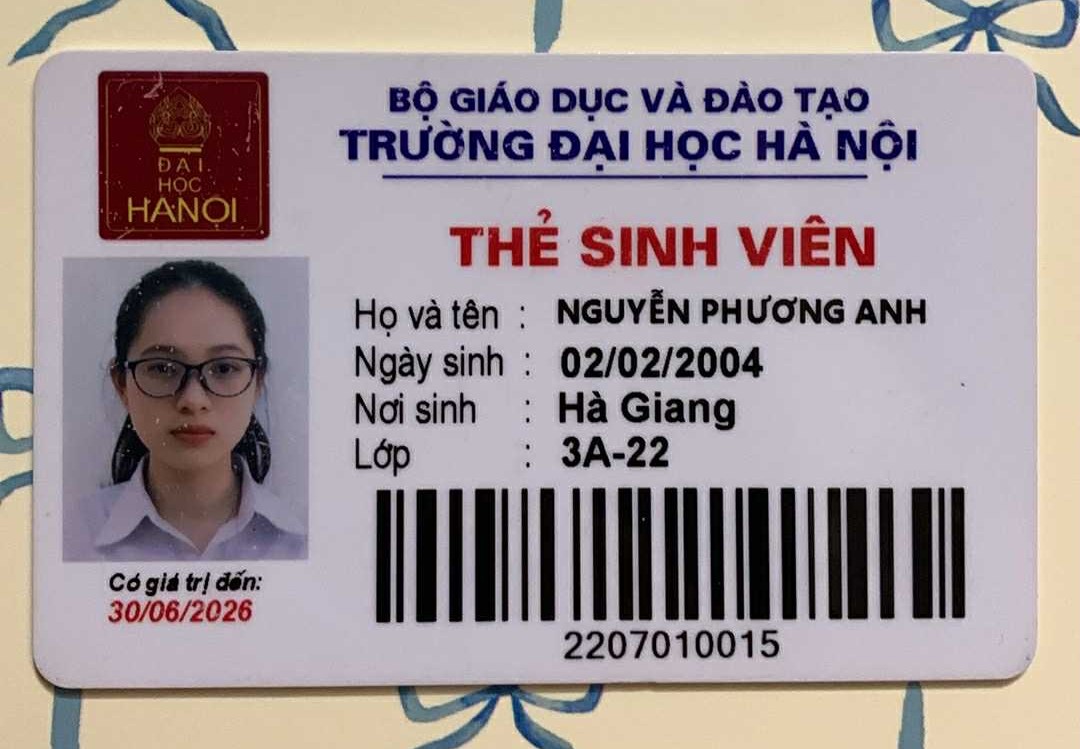 ĐẠI
HỌC
HANOI
BỘ GIÁO DỤC VÀ ĐÀO TẠO
TRƯỜNG ĐẠI HỌC HÀ NỘI
THẺ SINH VIÊN
Họ và tên : NGUYỄN PHƯƠNG ANH
Ngày sinh : 02/02/2004
Nơi sinh : Hà Giang
Lớp : 3A-22
Có giá trị đến:
30/06/2026
2207010015